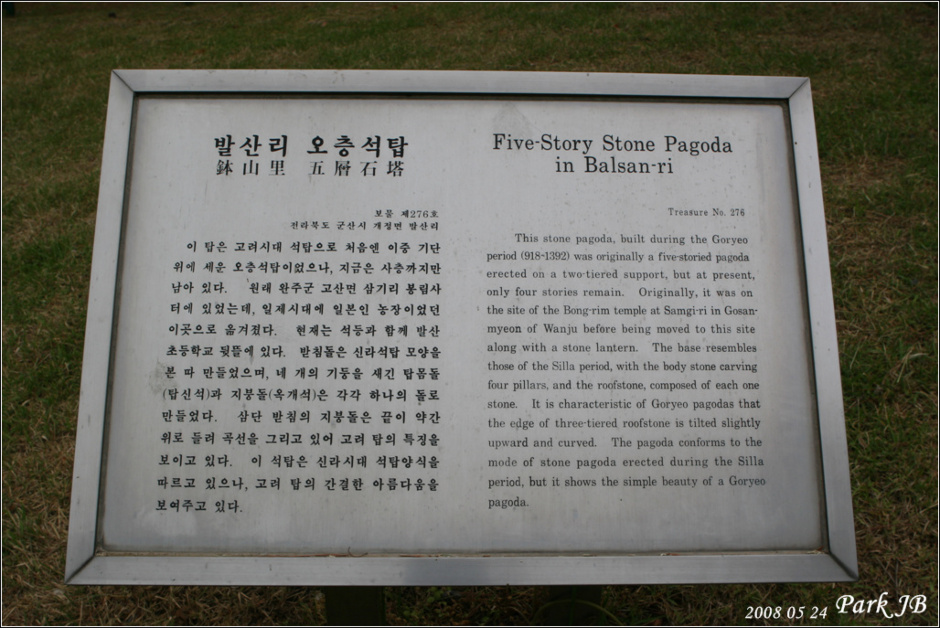 발산리 오층석탑
鉢山里 五層石塔
보물 제276호
전라북도 군산시 개정면 발산리
이 탑은 고려시대 석탑으로 처음엔 이중 기단
위에 세운 오층석탑이었으나, 지금은 사층까지만
남아 있다. 원래 완주군 고산면 삼기리 봉림사
터에 있었는데, 일제시대에 일본인 농장이었던
이곳으로 옮겨졌다. 현재는 석등과 함께 발산
초등학교 뒷뜰에 있다. 받침돌은 신라석탑 모양을
본 따 만들었으며, 네 개의 기둥을 새긴 탑몸돌
(탑신석)과 지붕돌(옥개석)은 각각 하나의 돌로
만들었다. 삼단 받침의 지붕돌은 끝이 약간
위로 들려 곡선을 그리고 있어 고려 탑의 특징을
보이고 있다. 이 석탑은 신라시대 석탑양식을
따르고 있으나, 고려 탑의 간결한 아름다움을
보여주고 있다.
Five-Story Stone Pagoda
in Balsan-ri
Treasure No. 276
This stone pagoda, built during the Goryeo
period (918~1392) was originally a five-storied pagoda
erected on a two-tiered support, but at present,
only four stories remain. Originally, it was on
the site of the Bong-rim temple at Samgi-ri in Gosan-
myeon of Wanju before being moved to this site
along with a stone lantern. The base resembles
those of the Silla period, with the body stone carving
four pillars, and the roofstone, composed of each one
stone. It is characteristic of Goryeo pagodas that
the edge of three-tiered roofstone is tilted slightly
upward and curved. The pagoda conforms to the
mode of stone pagoda erected during the Silla
period, but it shows the simple beauty of a Goryeo
pagoda.
2008 05 24 Park JB